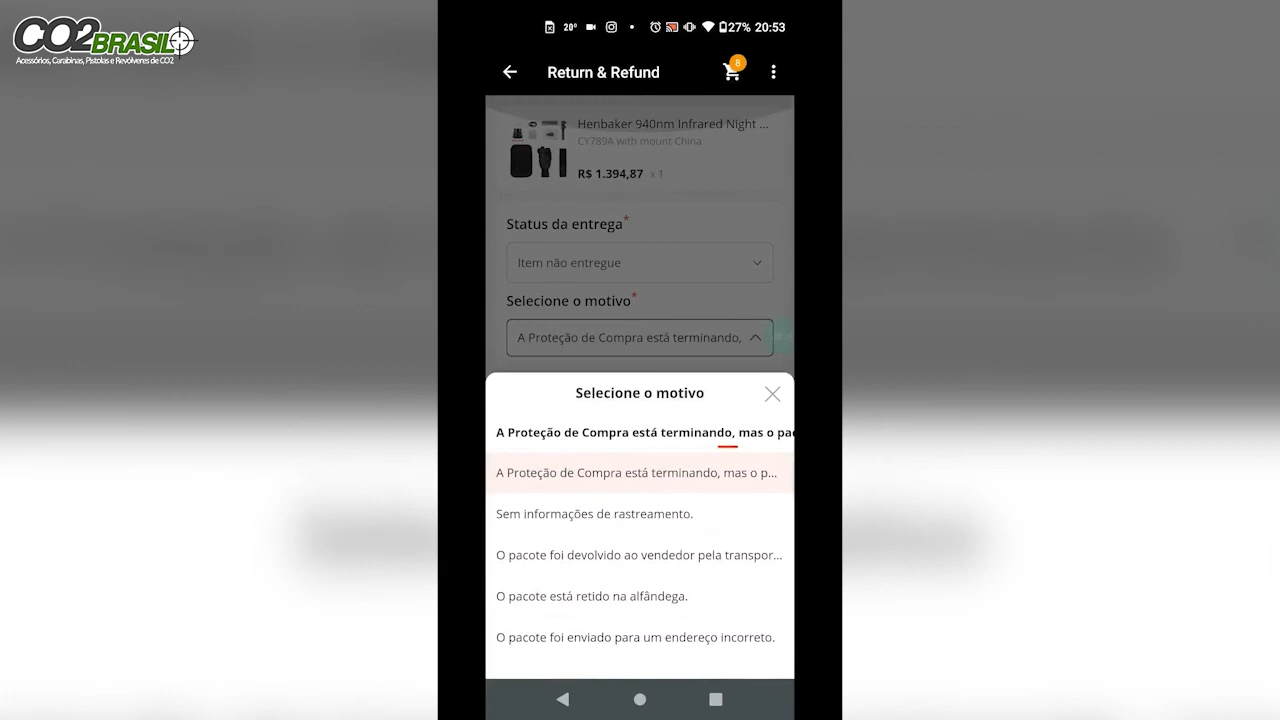 CO2BRASIL
Acessórios, Carabinas, Pistolas e Revólveres de CO2
20° 27% 20:53
Return & Refund
8
Henbaker 940nm Infrared Night ...
CY789A with mount China
R$ 1.394,87 x 1
Status da entrega*
Item não entregue
Selecione o motivo*
A Proteção de Compra está terminando,
Selecione o motivo
A Proteção de Compra está terminando, mas o pac
A Proteção de Compra está terminando, mas o p...
Sem informações de rastreamento.
O pacote foi devolvido ao vendedor pela transpor...
O pacote está retido na alfândega.
O pacote foi enviado para um endereço incorreto.